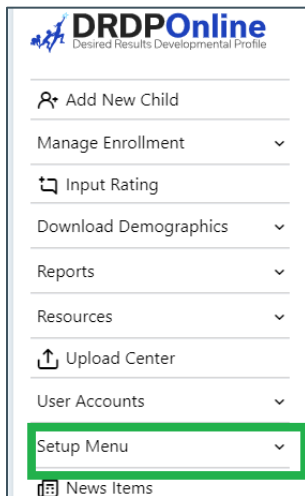 DRDPOnline
Desired Results Developmental Profile
Add New Child
Manage Enrollment
Input Rating
Download Demographics
Reports
Resources
Upload Center
User Accounts
Setup Menu
News Items